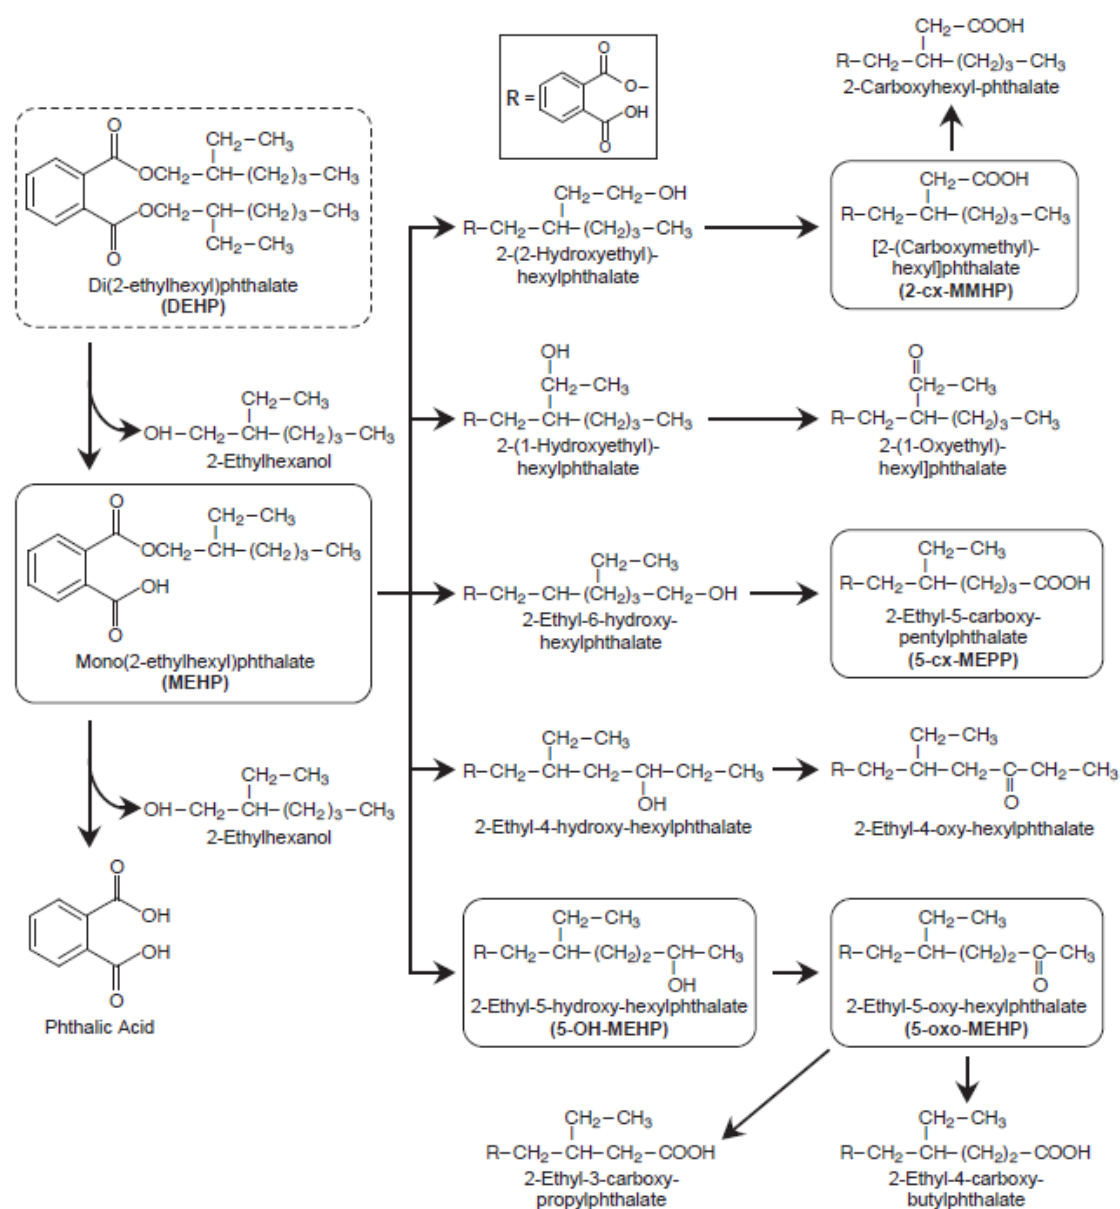 CH2–COOH
R–CH2–CH–(CH2)3–CH3
2-Carboxyhexyl-phthalate
R =
O
O–
OH
O
O
CH2–CH3
OCH2–CH–(CH2)3–CH3
OCH2–CH–(CH2)3–CH3
CH2–CH3
O
Di(2-ethylhexyl)phthalate
(DEHP)
CH2–CH2–OH
R–CH2–CH–(CH2)3–CH3
2-(2-Hydroxyethyl)-
hexylphthalate
CH2–COOH
R–CH2–CH–(CH2)3–CH3
[2-(Carboxymethyl)-
hexyl]phthalate
(2-cx-MMHP)
CH2–CH3
OH–CH2–CH–(CH2)3–CH3
2-Ethylhexanol
OH
CH2–CH3
R–CH2–CH–(CH2)3–CH3
2-(1-Hydroxyethyl)-
hexylphthalate
O
CH2–CH3
R–CH2–CH–(CH2)3–CH3
2-(1-Oxyethyl)-
hexyl]phthalate
O
CH2–CH3
OCH2–CH–(CH2)3–CH3
OH
O
Mono(2-ethylhexyl)phthalate
(MEHP)
CH2–CH3
R–CH2–CH–(CH2)3–CH2–OH
2-Ethyl-6-hydroxy-
hexylphthalate
CH2–CH3
R–CH2–CH–(CH2)3–COOH
2-Ethyl-5-carboxy-
pentylphthalate
(5-cx-MEPP)
CH2–CH3
OH–CH2–CH–(CH2)3–CH3
2-Ethylhexanol
CH2–CH3
R–CH2–CH–CH2–CH–CH2–CH3
OH
2-Ethyl-4-hydroxy-hexylphthalate
CH2–CH3
R–CH2–CH–CH2–C–CH2–CH3
O
2-Ethyl-4-oxy-hexylphthalate
O
OH
OH
O
Phthalic Acid
CH2–CH3
R–CH2–CH–(CH2)2–CH–CH3
OH
2-Ethyl-5-hydroxy-hexylphthalate
(5-OH-MEHP)
CH2–CH3
R–CH2–CH–(CH2)2–C–CH3
O
2-Ethyl-5-oxy-hexylphthalate
(5-oxo-MEHP)
CH2–CH3
R–CH2–CH–CH2–COOH
2-Ethyl-3-carboxy-
propylphthalate
CH2–CH3
R–CH2–CH–(CH2)2–COOH
2-Ethyl-4-carboxy-
butylphthalate